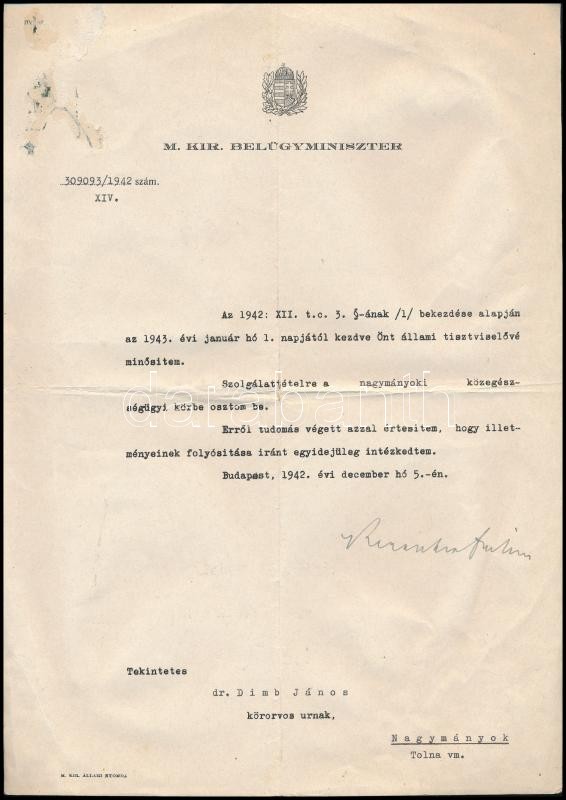 M. KIR. BELÜGYMINISZTER
309093/1942 szám.
XIV.
Az 1942: XII. t.c. 3. §-ának /1/ bekezdése alapján
az 1943. évi január hó 1. napjától kezdve Önt állami tisztviselővé
minősitem.
Szolgálattételre a nagymányoki közegész-
ségügyi körbe osztom be.
Erről tudomás végett azzal értesitem, hogy illet-
ményeinek folyósitása iránt egyidejüleg intézkedtem.
Budapest, 1942. évi december hó 5.-én.
Tekintetes
dr. Dimb János
körorvos urnak,
Nagymányok
Tolna vm.
M. KIR. ÁLLAMI NYOMDA
darabanth